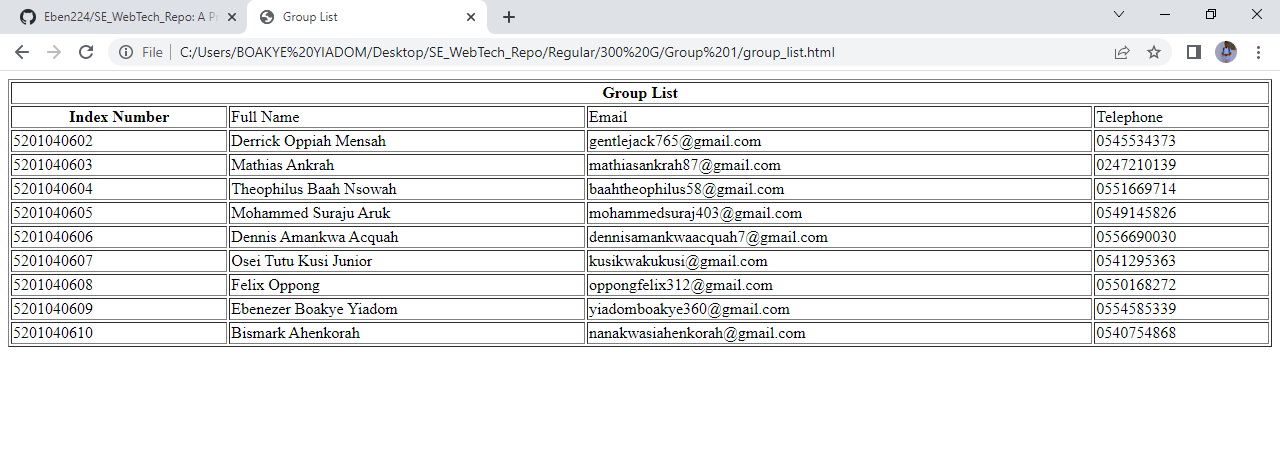 Eben224/SE_WebTech_Repo: A Pr
Group List
File C:/Users/BOAKYE%20YIADOM/Desktop/SE_WebTech_Repo/Regular/300%20G/Group%201/group_list.html
Group List
Index Number Full Name Email Telephone
5201040602 Derrick Oppiah Mensah gentlejack765@gmail.com 0545534373
5201040603 Mathias Ankrah mathiasankrah87@gmail.com 0247210139
5201040604 Theophilus Baah Nsowah baahtheophilus58@gmail.com 0551669714
5201040605 Mohammed Suraju Aruk mohammedsuraj403@gmail.com 0549145826
5201040606 Dennis Amankwa Acquah dennisamankwaacquah7@gmail.com 0556690030
5201040607 Osei Tutu Kusi Junior kusikwakukusi@gmail.com 0541295363
5201040608 Felix Oppong oppongfelix312@gmail.com 0550168272
5201040609 Ebenezer Boakye Yiadom yiadomboakye360@gmail.com 0554585339
5201040610 Bismark Ahenkorah nanakwasiahenkorah@gmail.com 0540754868